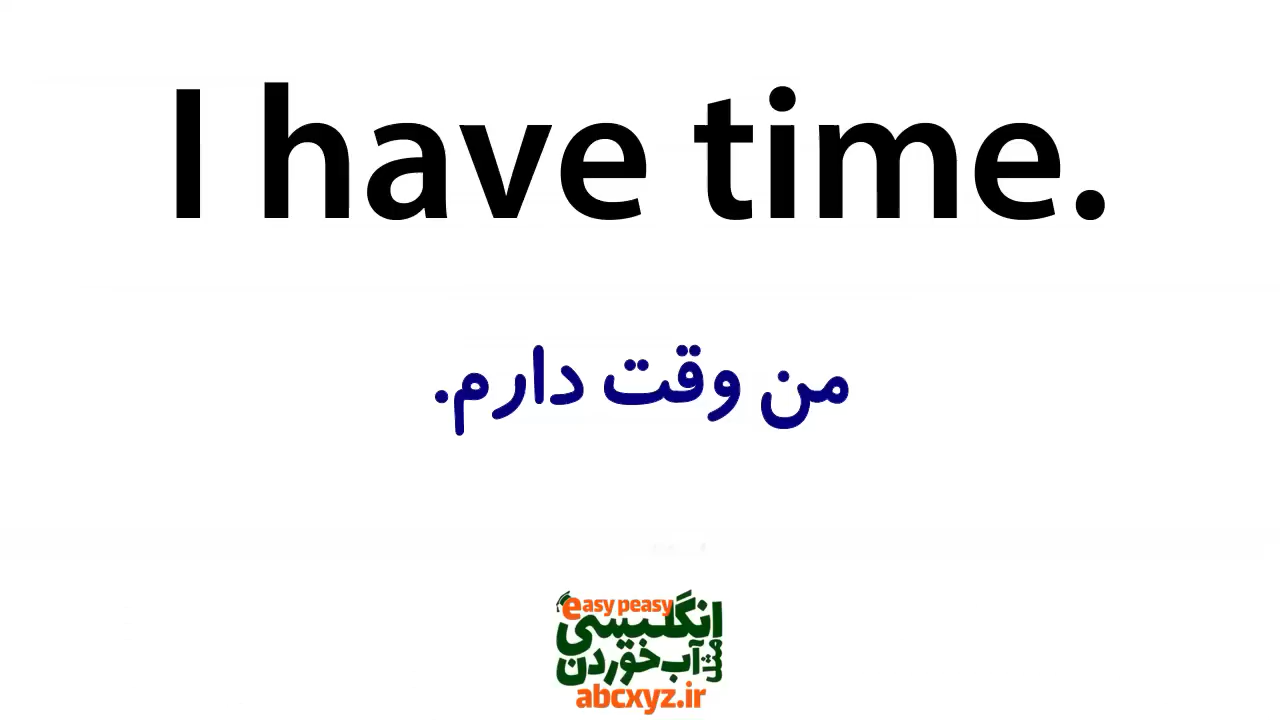 I have time.
من وقت دارم.
easy peasy
انگلیسی
مثل آب خوردن
abcxyz.ir